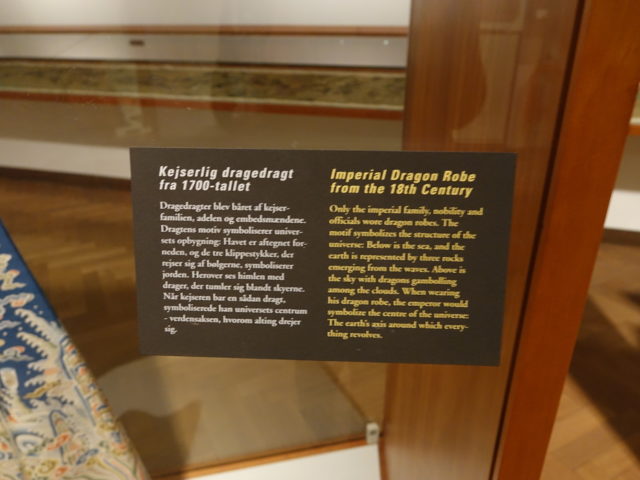 Kejserlig dragedragt
fra 1700-tallet
Dragedragter blev båret af kejser-
familien, adelen og embedsmændene.
Dragtens motiv symboliserer univer-
sets opbygning: Havet er aftegnet for-
neden, og de tre klippestykker, der
rejser sig af bølgerne, symboliserer
jorden. Herover ses himlen med
drager, der tumler sig blandt skyerne.
Når kejseren bar en sådan dragt,
symboliserede han universets centrum
- verdensaksen, hvorom alting drejer
sig.
Imperial Dragon Robe
from the 18th Century
Only the imperial family, nobility and
officials wore dragon robes. The
motif symbolizes the structure of the
universe: Below is the sea, and the
earth is represented by three rocks
emerging from the waves. Above is
the sky with dragons gambolling
among the clouds. When wearing
his dragon robe, the emperor would
symbolize the centre of the universe:
The earth's axis around which every-
thing revolves.